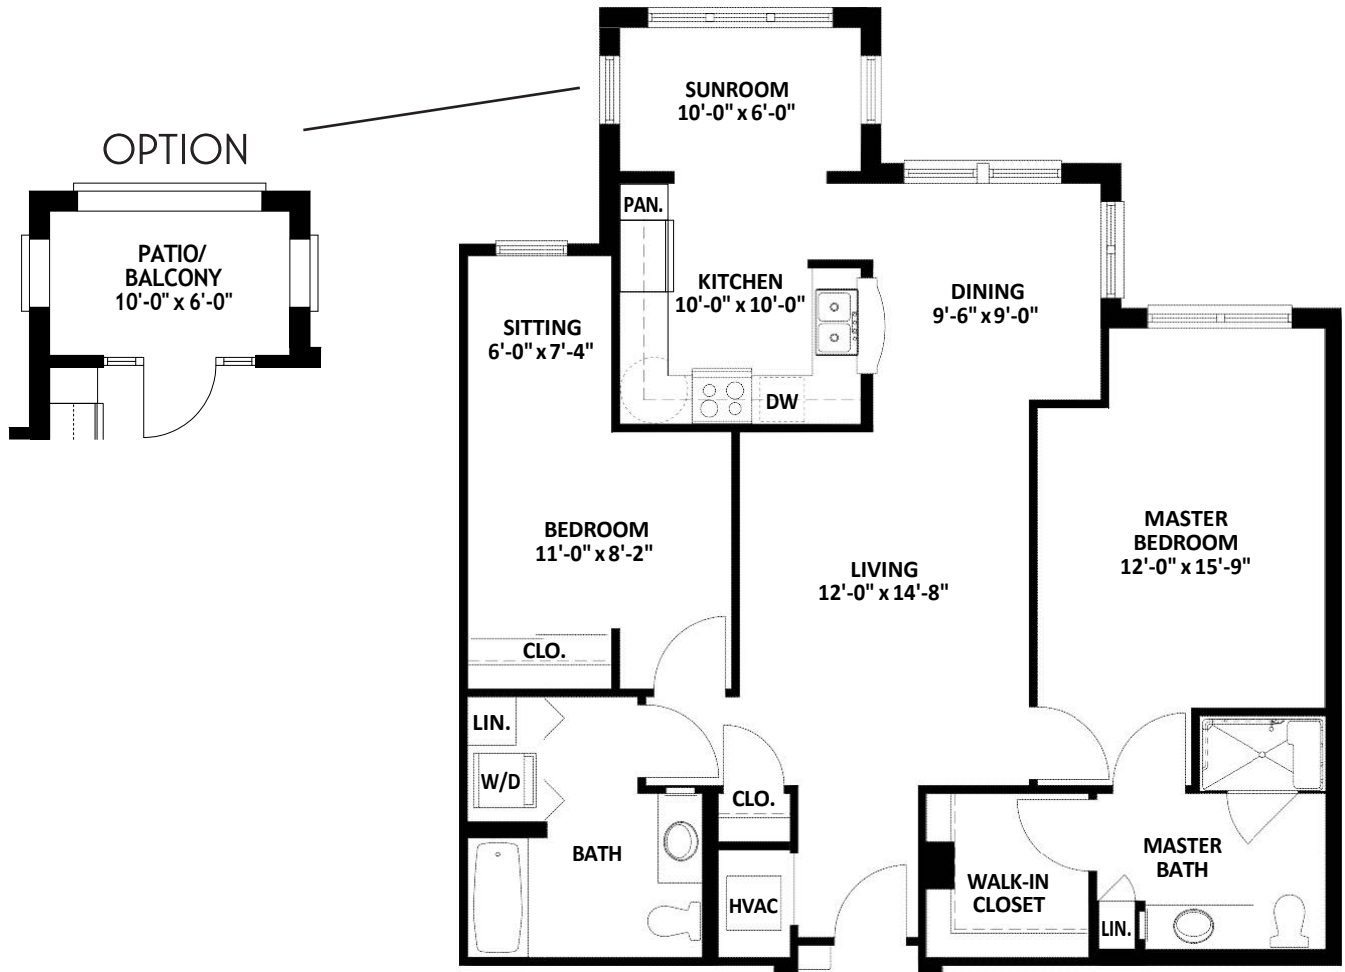 SUNROOM
10'-0" x 6'-0"
OPTION
PAN.
PATIO/
BALCONY
10'-0" x 6'-0"
KITCHEN
10'-0" x 10'-0"
DINING
9'-6" x 9'-0"
SITTING
6'-0" x 7'-4"
DW
BEDROOM
11'-0" x 8'-2"
MASTER
BEDROOM
12'-0" x 15'-9"
LIVING
12'-0" x 14'-8"
CLO.
LIN.
W/D
CLO.
BATH
MASTER
BATH
WALK-IN
CLOSET
HVAC
LIN.